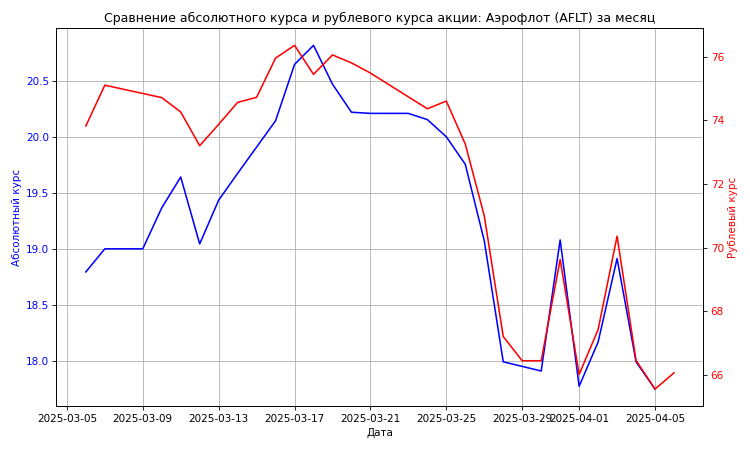 Сравнение абсолютного курса и рублевого курса акции: Аэрофлот (AFLT) за месяц
Абсолютный курс
20.5
20.0
19.5
19.0
18.5
18.0
76
74
72
70
68
66
Рублевый курс
2025-03-05 2025-03-09 2025-03-13 2025-03-17 2025-03-21 2025-03-25 2025-03-29 2025-04-01 2025-04-05
Дата